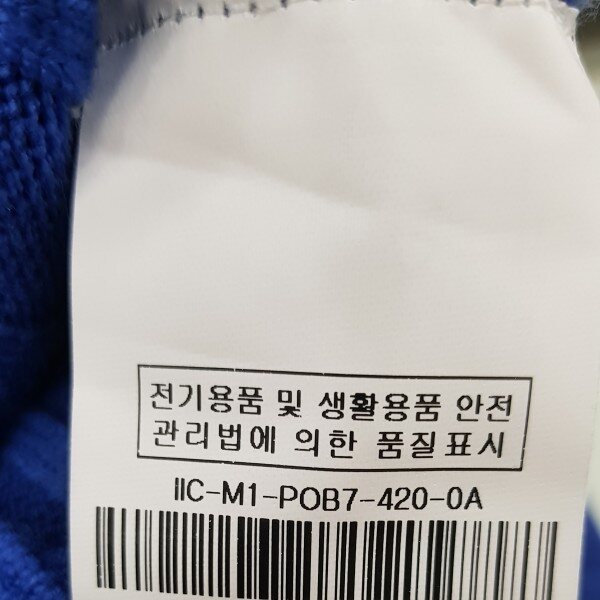 전기용품 및 생활용품 안전
관리법에 의한 품질표시
IIC-M1-POB7-420-0A